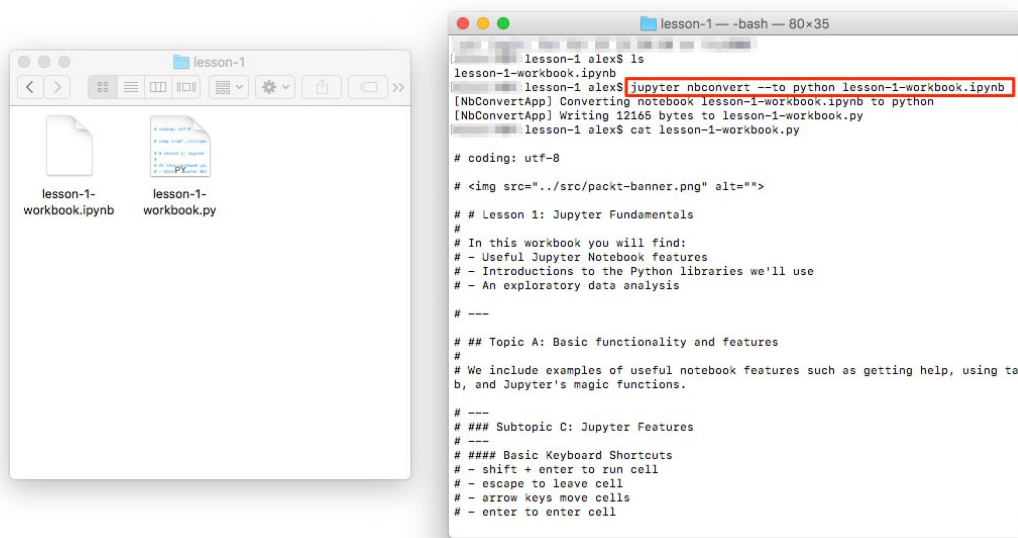 lesson-1
lesson-1-
workbook.ipynb
PY
lesson-1-
workbook.py
lesson-1 — -bash — 80×35
lesson-1 alex$ ls
lesson-1-workbook.ipynb
lesson-1 alex$ jupyter nbconvert --to python lesson-1-workbook.ipynb
[NbConvertApp] Converting notebook lesson-1-workbook.ipynb to python
[NbConvertApp] Writing 12165 bytes to lesson-1-workbook.py
lesson-1 alex$ cat lesson-1-workbook.py
# coding: utf-8
# <img src="../src/packt-banner.png" alt="">
# # Lesson 1: Jupyter Fundamentals
#
# In this workbook you will find:
# - Useful Jupyter Notebook features
# - Introductions to the Python libraries we'll use
# - An exploratory data analysis
# ---
# ## Topic A: Basic functionality and features
#
# We include examples of useful notebook features such as getting help, using ta
b, and Jupyter's magic functions.
# ---
# ### Subtopic C: Jupyter Features
# ---
# #### Basic Keyboard Shortcuts
# - shift + enter to run cell
# - escape to leave cell
# - arrow keys move cells
# - enter to enter cell